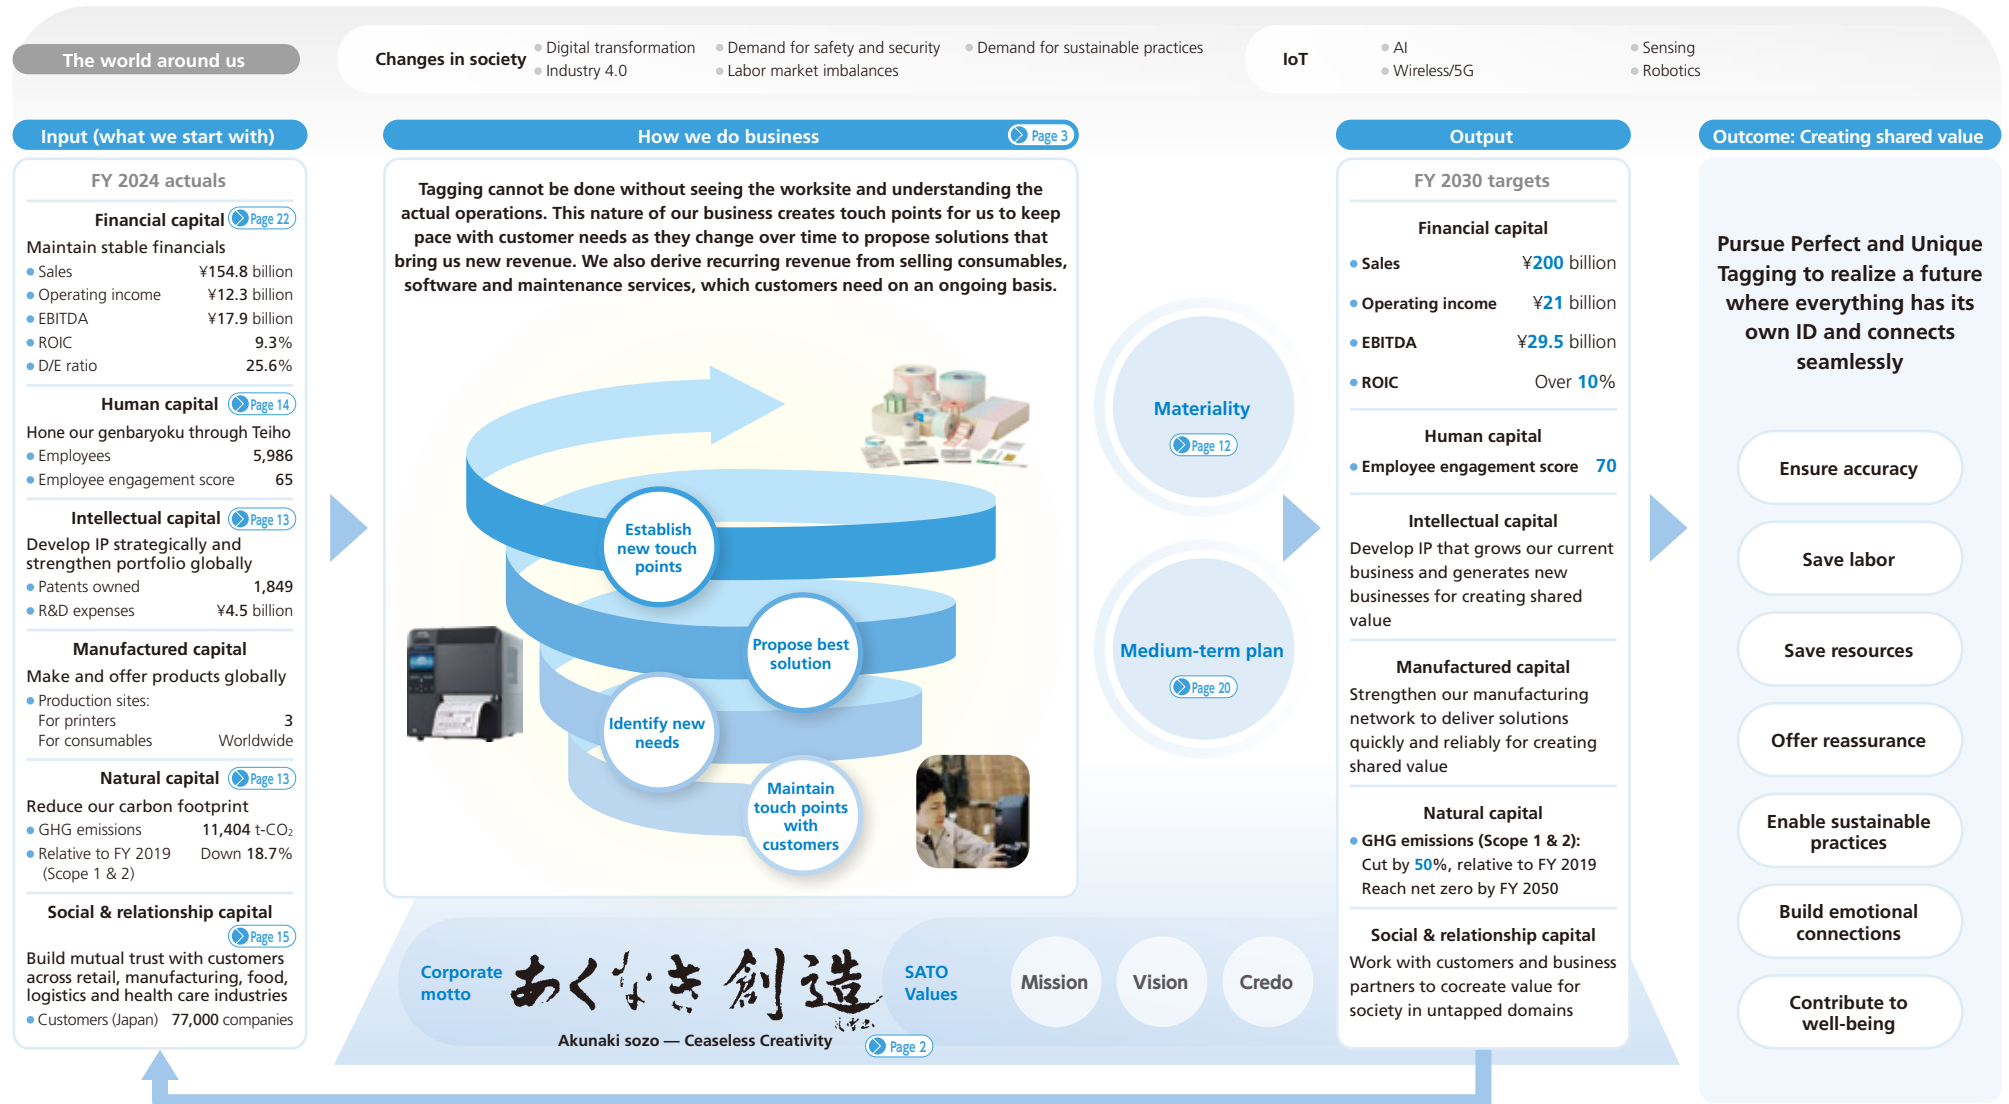 The world around us
Changes in society
Digital transformation
Industry 4.0
Demand for safety and security
Labor market imbalances
Demand for sustainable practices
IoT
AI
Wireless/5G
Sensing
Robotics
Input (what we start with)
FY 2024 actuals
Financial capital Page 22
Maintain stable financials
Sales ¥154.8 billion
Operating income ¥12.3 billion
EBITDA ¥17.9 billion
ROIC 9.3%
D/E ratio 25.6%
Human capital Page 14
Hone our genbaryoku through Teiho
Employees 5,986
Employee engagement score 65
Intellectual capital Page 13
Develop IP strategically and
strengthen portfolio globally
Patents owned 1,849
R&D expenses ¥4.5 billion
Manufactured capital
Make and offer products globally
Production sites:
For printers 3
For consumables Worldwide
Natural capital Page 13
Reduce our carbon footprint
GHG emissions 11,404 t-CO₂
Relative to FY 2019 Down 18.7%
(Scope 1 & 2)
Social & relationship capital
Page 15
Build mutual trust with customers
across retail, manufacturing, food,
logistics and health care industries
Customers (Japan) 77,000 companies
How we do business Page 3
Tagging cannot be done without seeing the worksite and understanding the
actual operations. This nature of our business creates touch points for us to keep
pace with customer needs as they change over time to propose solutions that
bring us new revenue. We also derive recurring revenue from selling consumables,
software and maintenance services, which customers need on an ongoing basis.
Establish
new touch
points
Propose best
solution
Identify new
needs
Maintain
touch points
with
customers
Materiality
Page 12
Medium-term plan
Page 20
Corporate
motto
あくなき創造
Akunaki sozo — Ceaseless Creativity
SATO
Values
Page 2
Mission
Vision
Credo
Output
FY 2030 targets
Financial capital
Sales ¥200 billion
Operating income ¥21 billion
EBITDA ¥29.5 billion
ROIC Over 10%
Human capital
Employee engagement score 70
Intellectual capital
Develop IP that grows our current
business and generates new
businesses for creating shared
value
Manufactured capital
Strengthen our manufacturing
network to deliver solutions
quickly and reliably for creating
shared value
Natural capital
GHG emissions (Scope 1 & 2):
Cut by 50%, relative to FY 2019
Reach net zero by FY 2050
Social & relationship capital
Work with customers and business
partners to cocreate value for
society in untapped domains
Outcome: Creating shared value
Pursue Perfect and Unique
Tagging to realize a future
where everything has its
own ID and connects
seamlessly
Ensure accuracy
Save labor
Save resources
Offer reassurance
Enable sustainable
practices
Build emotional
connections
Contribute to
well-being